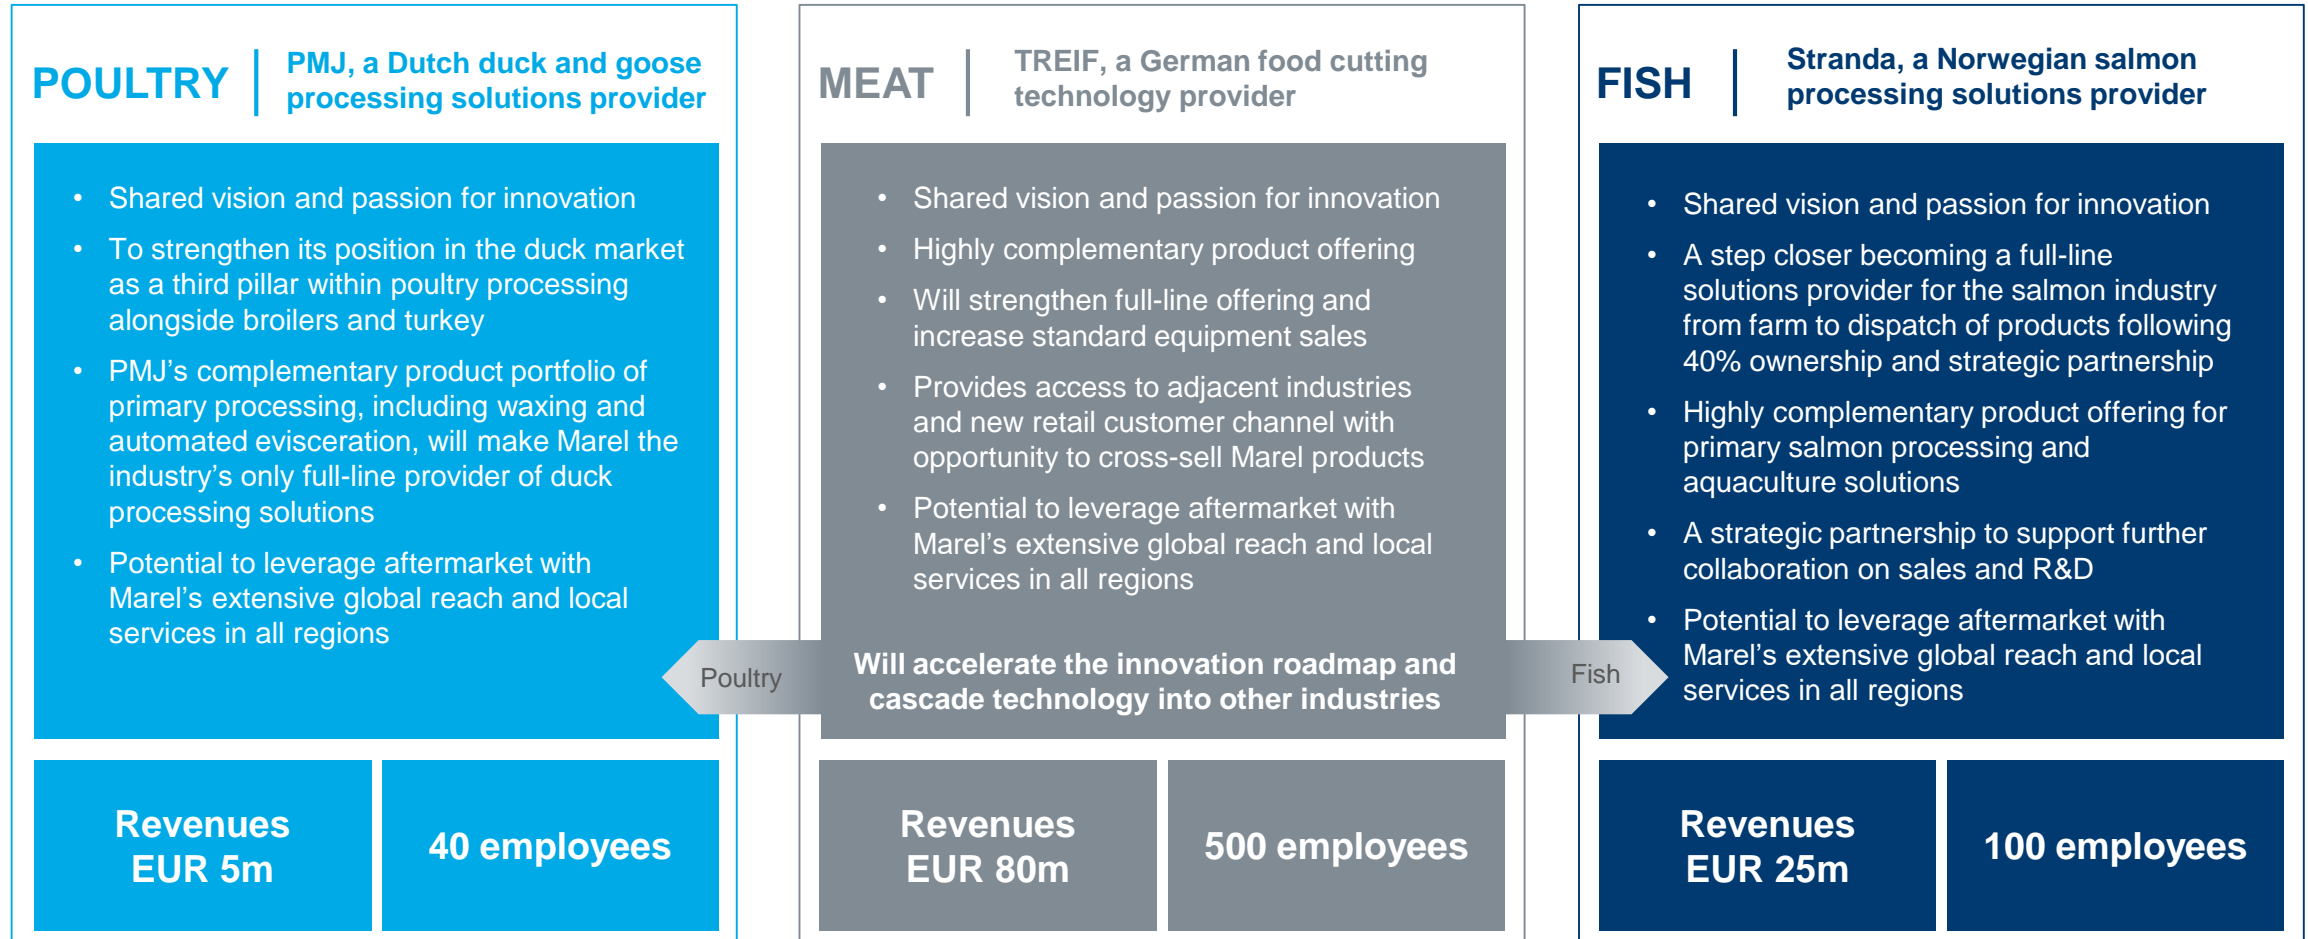 POULTRY
PMJ, a Dutch duck and goose
processing solutions provider
• Shared vision and passion for innovation
• To strengthen its position in the duck market
as a third pillar within poultry processing
alongside broilers and turkey
• PMJ’s complementary product portfolio of
primary processing, including waxing and
automated evisceration, will make Marel the
industry’s only full-line provider of duck
processing solutions
• Potential to leverage aftermarket with
Marel’s extensive global reach and local
services in all regions
Revenues
EUR 5m
40 employees
MEAT
TREIF, a German food cutting
technology provider
• Shared vision and passion for innovation
• Highly complementary product offering
• Will strengthen full-line offering and
increase standard equipment sales
• Provides access to adjacent industries
and new retail customer channel with
opportunity to cross-sell Marel products
• Potential to leverage aftermarket with
Marel’s extensive global reach and local
services in all regions
Poultry
Will accelerate the innovation roadmap and
cascade technology into other industries
Fish
Revenues
EUR 80m
500 employees
FISH
Stranda, a Norwegian salmon
processing solutions provider
• Shared vision and passion for innovation
• A step closer becoming a full-line
solutions provider for the salmon industry
from farm to dispatch of products following
40% ownership and strategic partnership
• Highly complementary product offering for
primary salmon processing and
aquaculture solutions
• A strategic partnership to support further
collaboration on sales and R&D
• Potential to leverage aftermarket with
Marel’s extensive global reach and local
services in all regions
Revenues
EUR 25m
100 employees